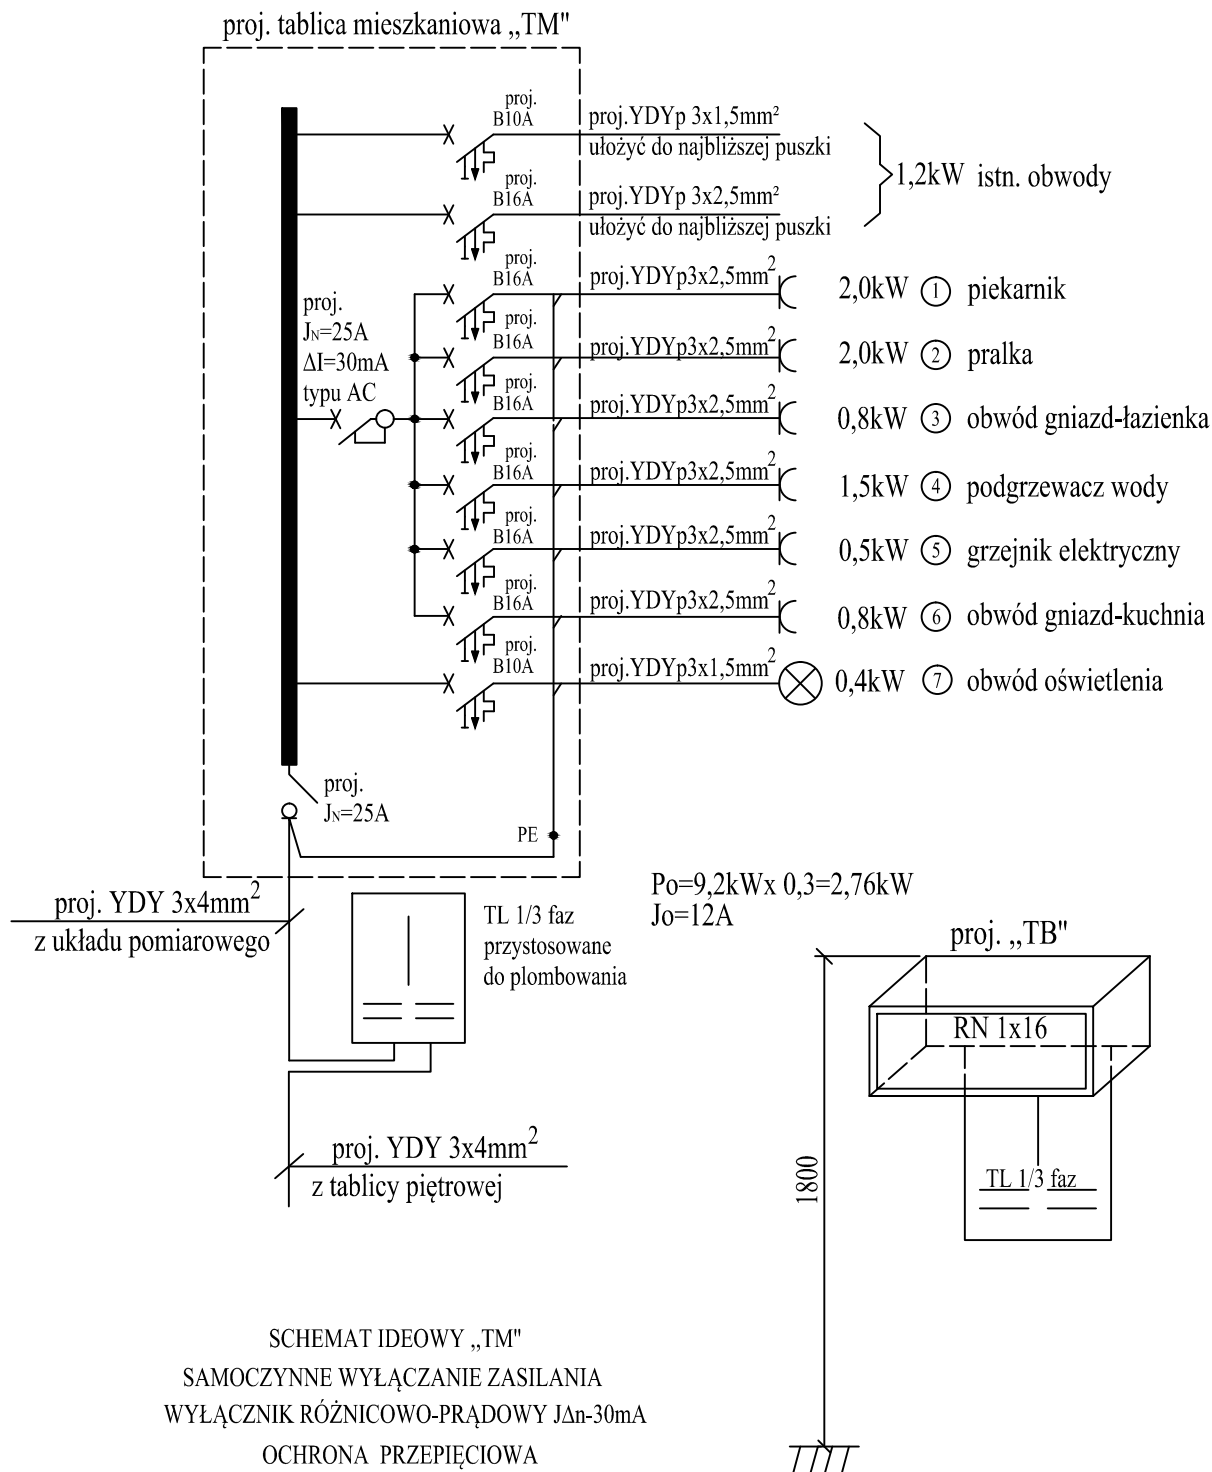 proj. tablica mieszkaniowa ,,TM"
proj.
B10A
proj.YDYp 3x1,5mm²
ułożyć do najbliższej puszki
proj.
B16A
proj.YDYp 3x2,5mm²
ułożyć do najbliższej puszki
1,2kW istn. obwody
proj.
B16A
proj.YDYp3x2,5mm²
2,0kW 1 piekarnik
proj.
Jɴ=25A
ΔI=30mA
typu AC
proj.
B16A
proj.YDYp3x2,5mm²
2,0kW 2 pralka
proj.
B16A
proj.YDYp3x2,5mm²
0,8kW 3 obwód gniazd-łazienka
proj.
B16A
proj.YDYp3x2,5mm²
1,5kW 4 podgrzewacz wody
proj.
B16A
proj.YDYp3x2,5mm²
0,5kW 5 grzejnik elektryczny
proj.
B16A
proj.YDYp3x2,5mm²
0,8kW 6 obwód gniazd-kuchnia
proj.
B10A
proj.YDYp3x1,5mm²
0,4kW 7 obwód oświetlenia
proj.
Jɴ=25A
PE
proj. YDY 3x4mm²
z układu pomiarowego
TL 1/3 faz
przystosowane
do plombowania
Po=9,2kWx 0,3=2,76kW
Jo=12A
proj. ,,TB"
RN 1x16
TL 1/3 faz
1800
proj. YDY 3x4mm²
z tablicy piętrowej
SCHEMAT IDEOWY ,,TM"
SAMOCZYNNE WYŁĄCZANIE ZASILANIA
WYŁĄCZNIK RÓŻNICOWO-PRĄDOWY JΔn-30mA
OCHRONA PRZEPIĘCIOWA